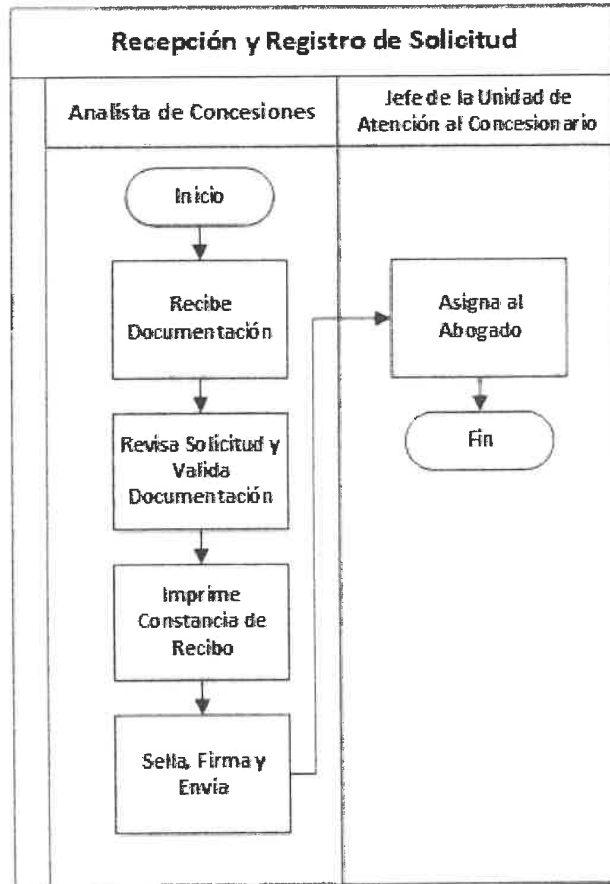 Recepción y Registro de Solicitud
Analista de Concesiones
Jefe de la Unidad de
Atención al Concesionario
Inicio
Recibe
Documentación
Revisa Solicitud y
Valida
Documentación
Imprime
Constancia de
Recibo
Sella, Firma y
Envía
Asigna al
Abogado
Fin